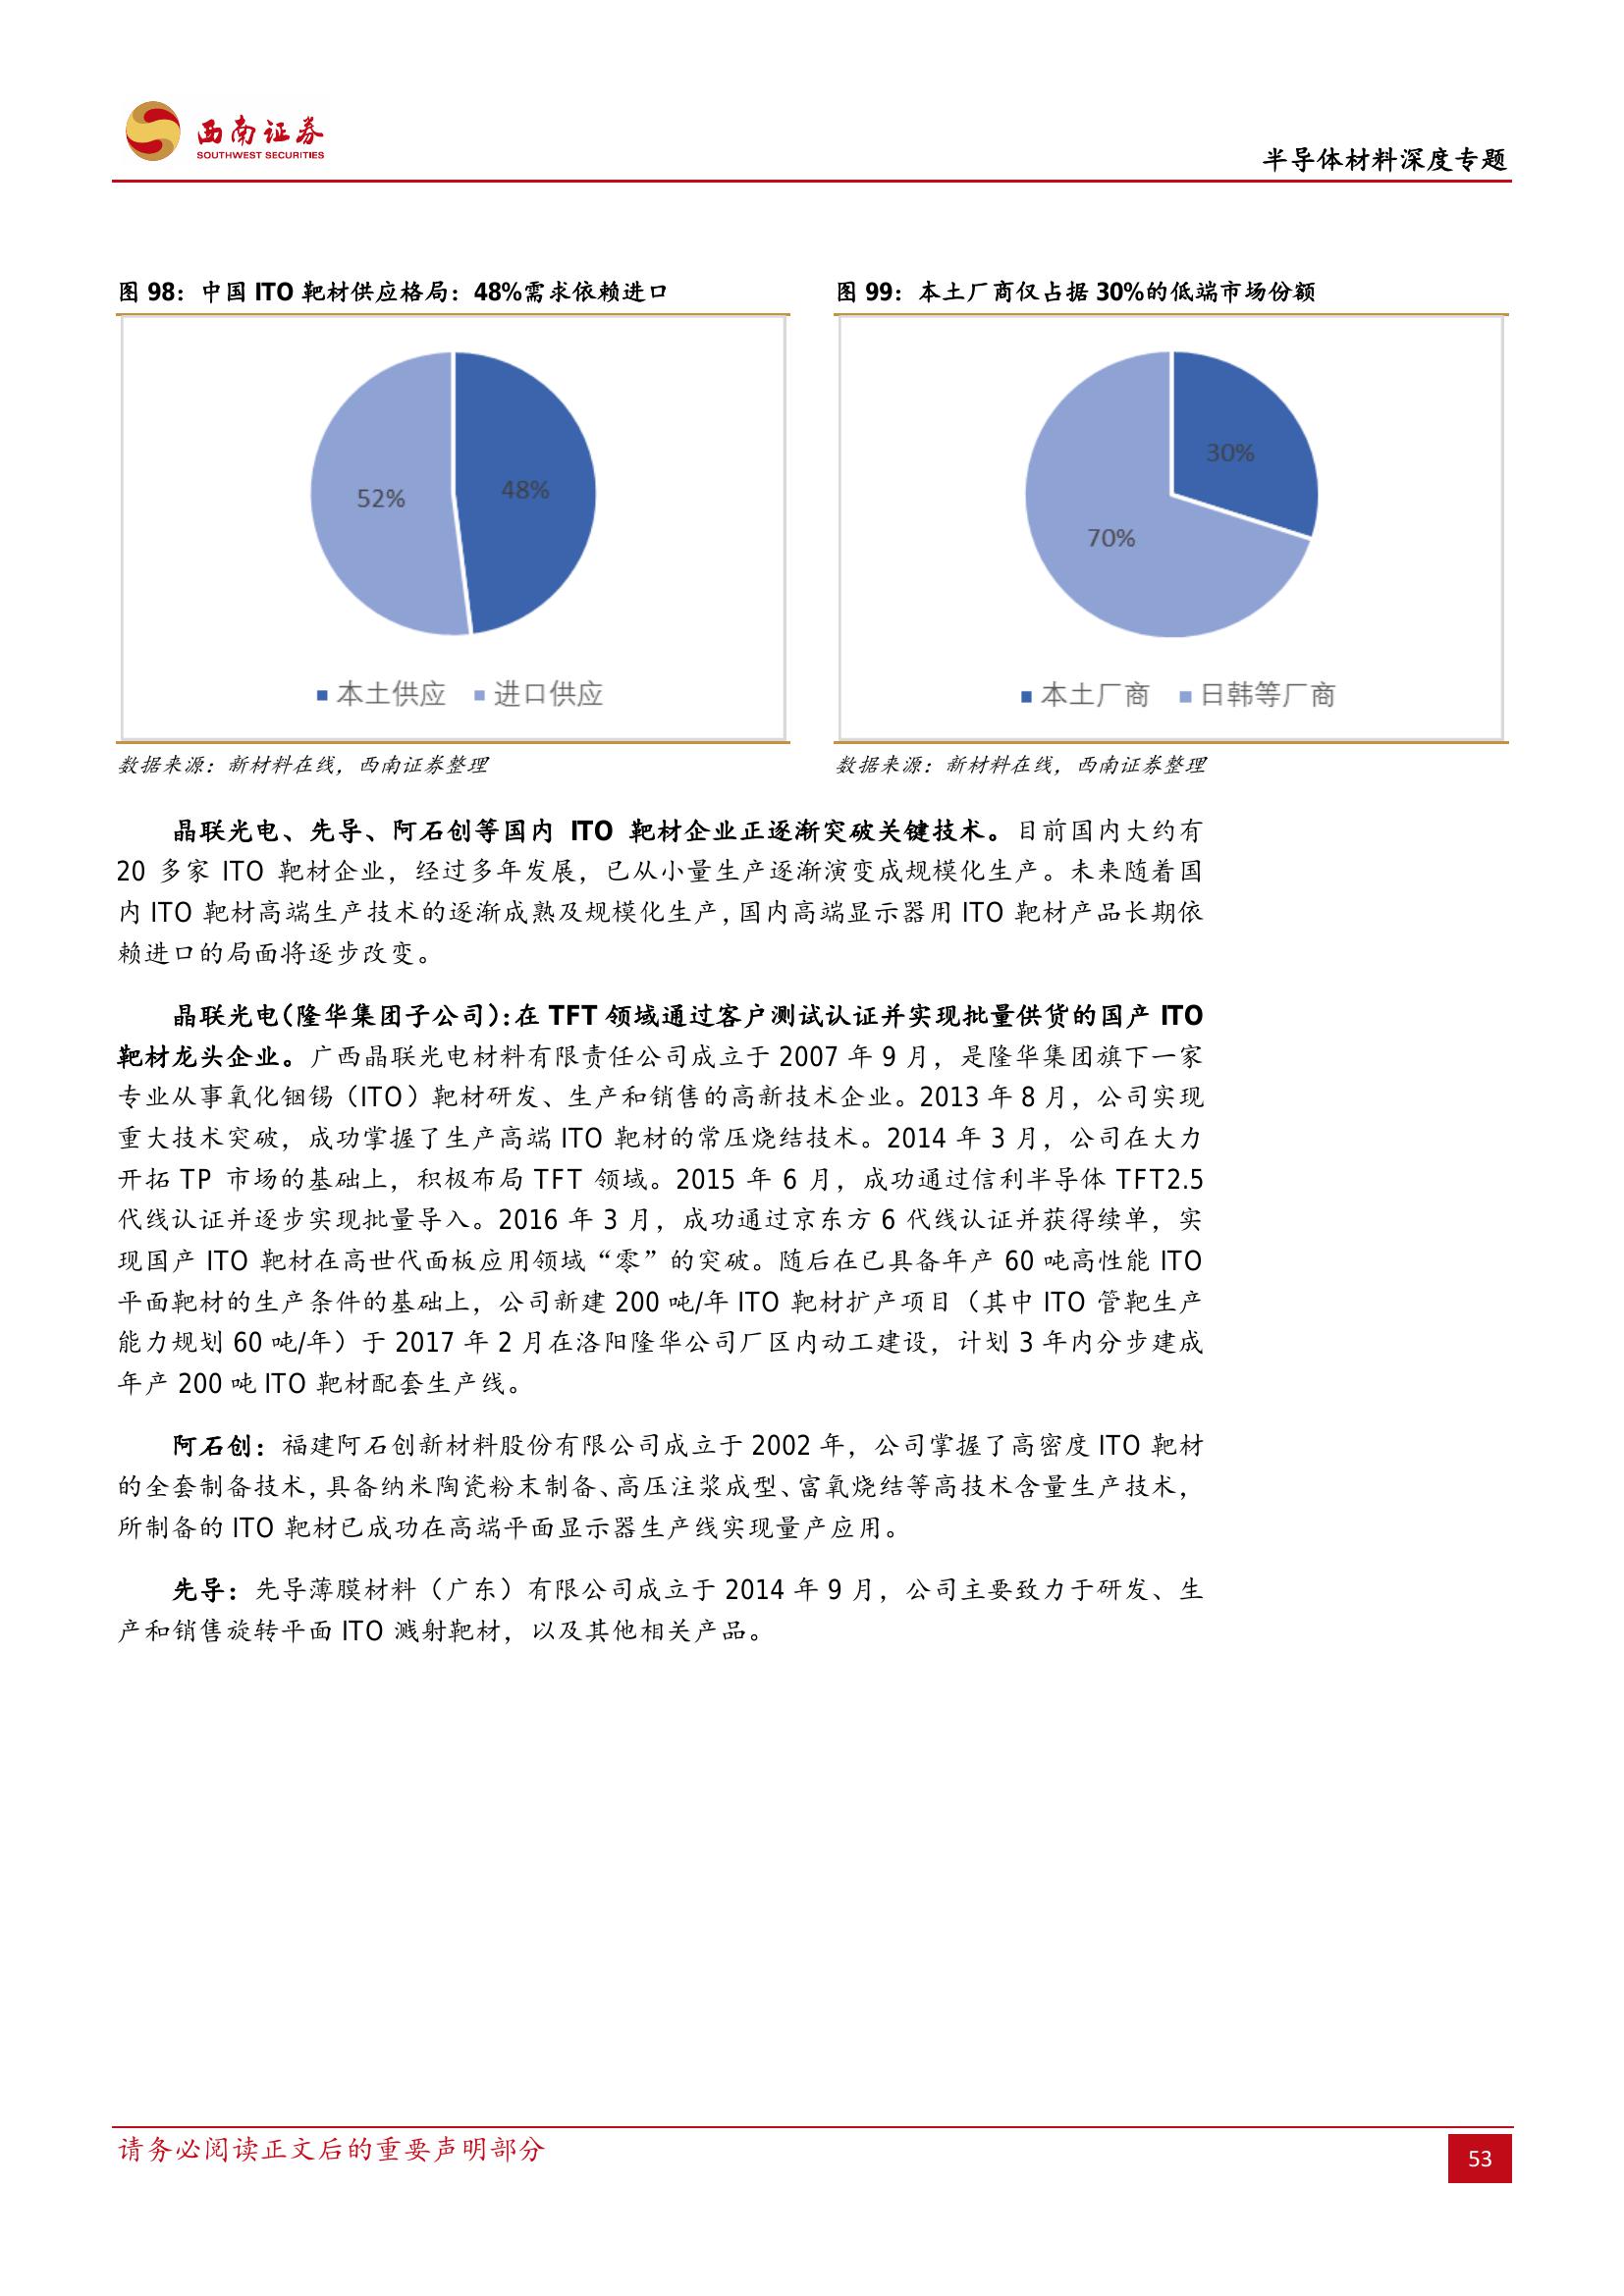 西南证券
SOUTHWEST SECURITIES
半导体材料深度专题
图 98：中国 ITO 靶材供应格局：48%需求依赖进口
52%
48%
本土供应 进口供应
数据来源：新材料在线，西南证券整理
图 99：本土厂商仅占据 30%的低端市场份额
30%
70%
本土厂商 日韩等厂商
数据来源：新材料在线，西南证券整理
晶联光电、先导、阿石创等国内 ITO 靶材企业正逐渐突破关键技术。目前国内大约有
20 多家 ITO 靶材企业，经过多年发展，已从小量生产逐渐演变成规模化生产。未来随着国
内 ITO 靶材高端生产技术的逐渐成熟及规模化生产，国内高端显示器用 ITO 靶材产品长期依
赖进口的局面将逐步改变。
晶联光电（隆华集团子公司）：在 TFT 领域通过客户测试认证并实现批量供货的国产 ITO
靶材龙头企业。广西晶联光电材料有限责任公司成立于 2007 年 9 月，是隆华集团旗下一家
专业从事氧化铟锡（ITO）靶材研发、生产和销售的高新技术企业。2013 年 8 月，公司实现
重大技术突破，成功掌握了生产高端 ITO 靶材的常压烧结技术。2014 年 3 月，公司在大力
开拓 TP 市场的基础上，积极布局 TFT 领域。2015 年 6 月，成功通过信利半导体 TFT2.5
代线认证并逐步实现批量导入。2016 年 3 月，成功通过京东方 6 代线认证并获得续单，实
现国产 ITO 靶材在高世代面板应用领域“零”的突破。随后在已具备年产 60 吨高性能 ITO
平面靶材的生产条件的基础上，公司新建 200 吨/年 ITO 靶材扩产项目（其中 ITO 管靶生产
能力规划 60 吨/年）于 2017 年 2 月在洛阳隆华公司厂区内动工建设，计划 3 年内分步建成
年产 200 吨 ITO 靶材配套生产线。
阿石创：福建阿石创新材料股份有限公司成立于 2002 年，公司掌握了高密度 ITO 靶材
的全套制备技术，具备纳米陶瓷粉末制备、高压注浆成型、富氧烧结等高技术含量生产技术，
所制备的 ITO 靶材已成功在高端平面显示器生产线实现量产应用。
先导：先导薄膜材料（广东）有限公司成立于 2014 年 9 月，公司主要致力于研发、生
产和销售旋转平面 ITO 溅射靶材，以及其他相关产品。
请务必阅读正文后的重要声明部分
53